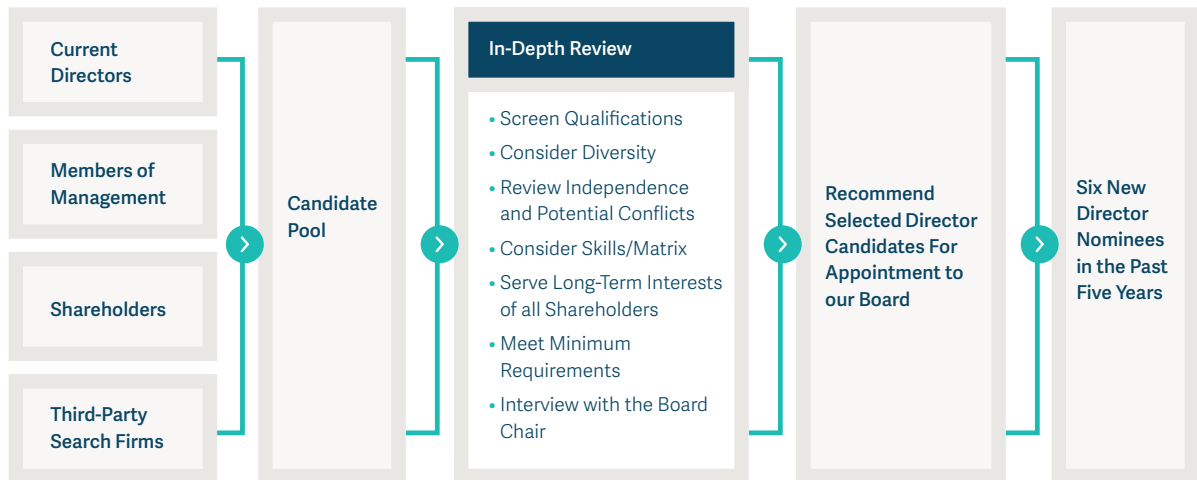 Current
Directors
Members of
Management
Shareholders
Third-Party
Search Firms
Candidate
Pool
In-Depth Review
• Screen Qualifications
• Consider Diversity
• Review Independence
and Potential Conflicts
• Consider Skills/Matrix
• Serve Long-Term Interests
of all Shareholders
• Meet Minimum
Requirements
• Interview with the Board
Chair
Recommend
Selected Director
Candidates For
Appointment to
our Board
Six New
Director
Nominees
in the Past
Five Years